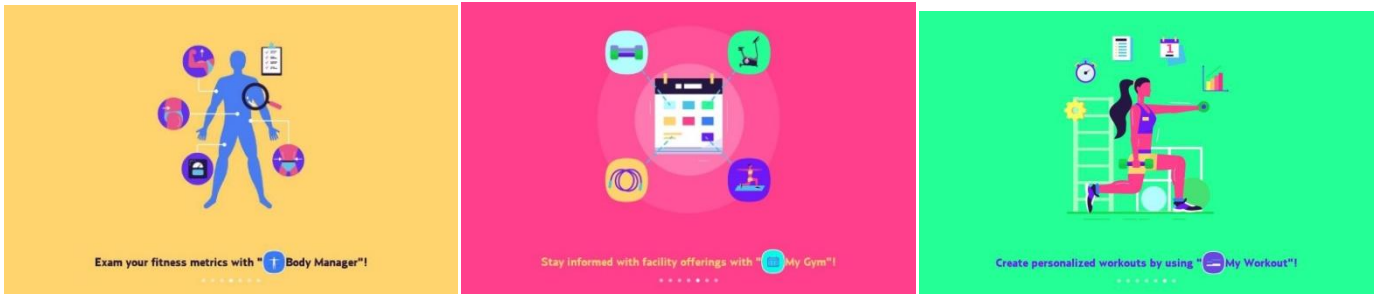 1
Exam your fitness metrics with "Body Manager"!
Stay informed with facility offerings with "My Gym"!
Create personalized workouts by using "My Workout"!